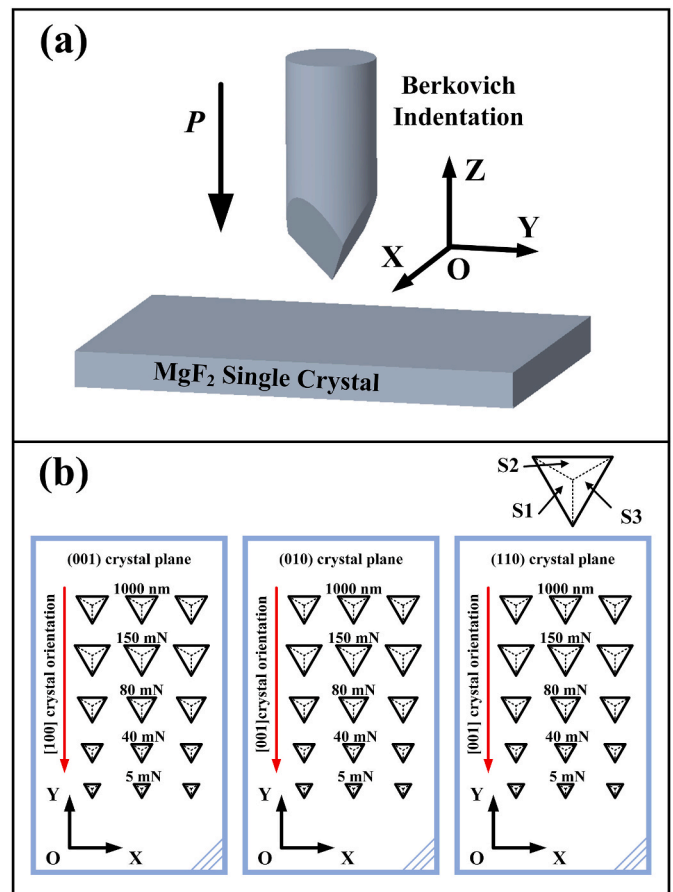 (a)
Berkovich
Indentation
P
Z
Y
X
O
MgF₂ Single Crystal
(b)
S2
S1
S3
(001) crystal plane
1000 nm
150 mN
80 mN
40 mN
5 mN
[100] crystal orientation
Y
O
X
(010) crystal plane
1000 nm
150 mN
80 mN
40 mN
5 mN
[001]crystal orientation
Y
O
X
(110) crystal plane
1000 nm
150 mN
80 mN
40 mN
5 mN
[001] crystal orientation
Y
O
X